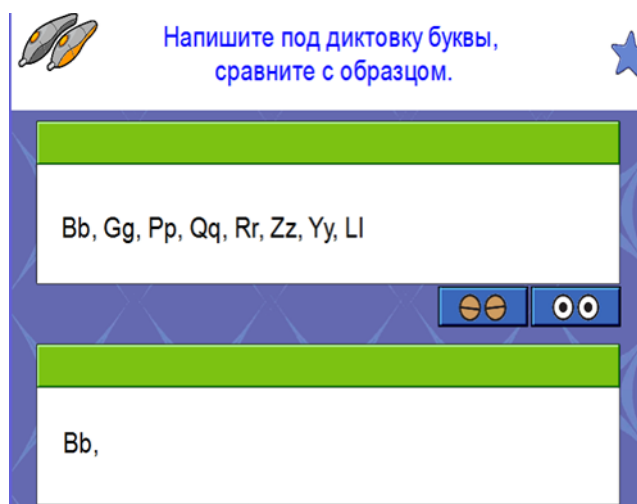 Напишите под диктовку буквы,
сравните с образцом.
Bb, Gg, Pp, Qq, Rr, Zz, Yy, Ll
Bb,